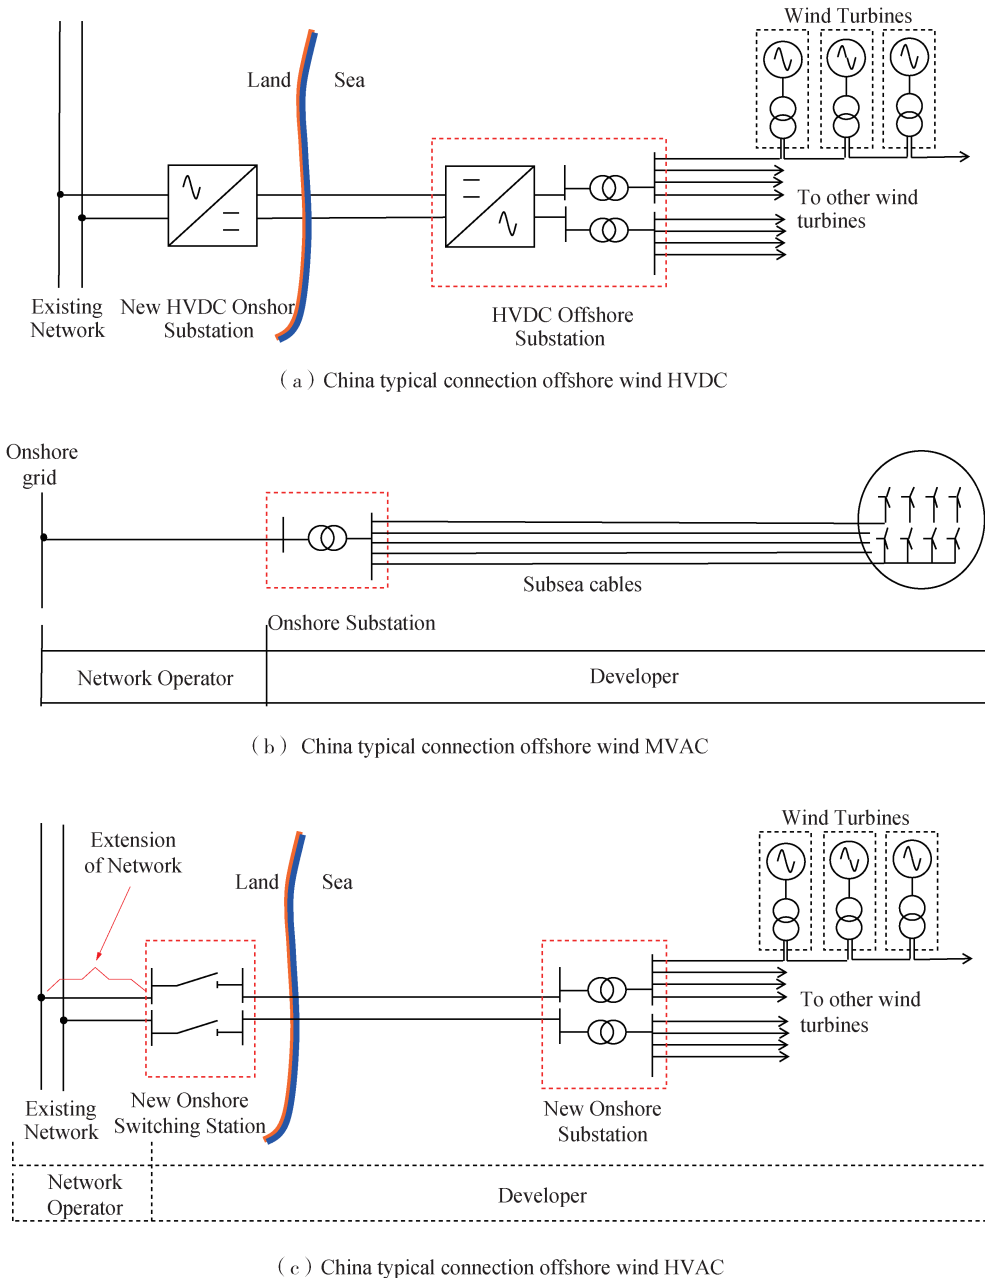 Wind Turbines
Land
Sea
To other wind
turbines
Existing
Network
New HVDC Onshor
Substation
HVDC Offshore
Substation
（a）China typical connection offshore wind HVDC
Onshore
grid
Subsea cables
Onshore Substation
Network Operator
Developer
（b） China typical connection offshore wind MVAC
Wind Turbines
Extension
of Network
Land
Sea
To other wind
turbines
Existing
Network
New Onshore
Switching Station
New Onshore
Substation
Network
Operator
Developer
（c）China typical connection offshore wind HVAC